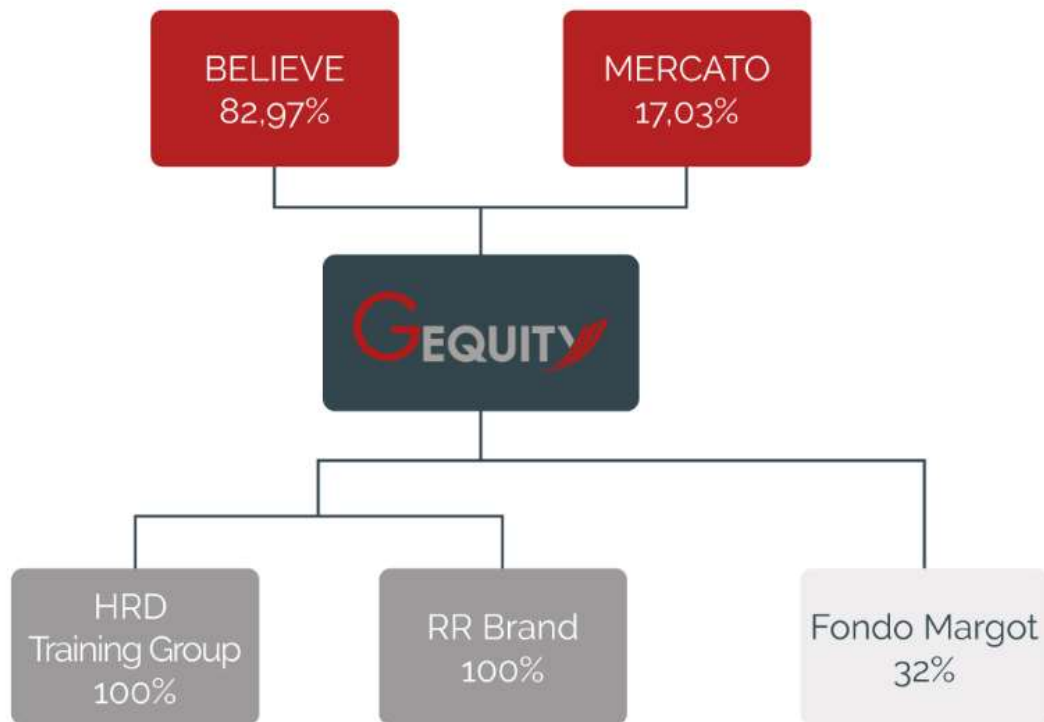 BELIEVE
82,97%
MERCATO
17,03%
GEQUITY
HRD
Training Group
100%
RR Brand
100%
Fondo Margot
32%